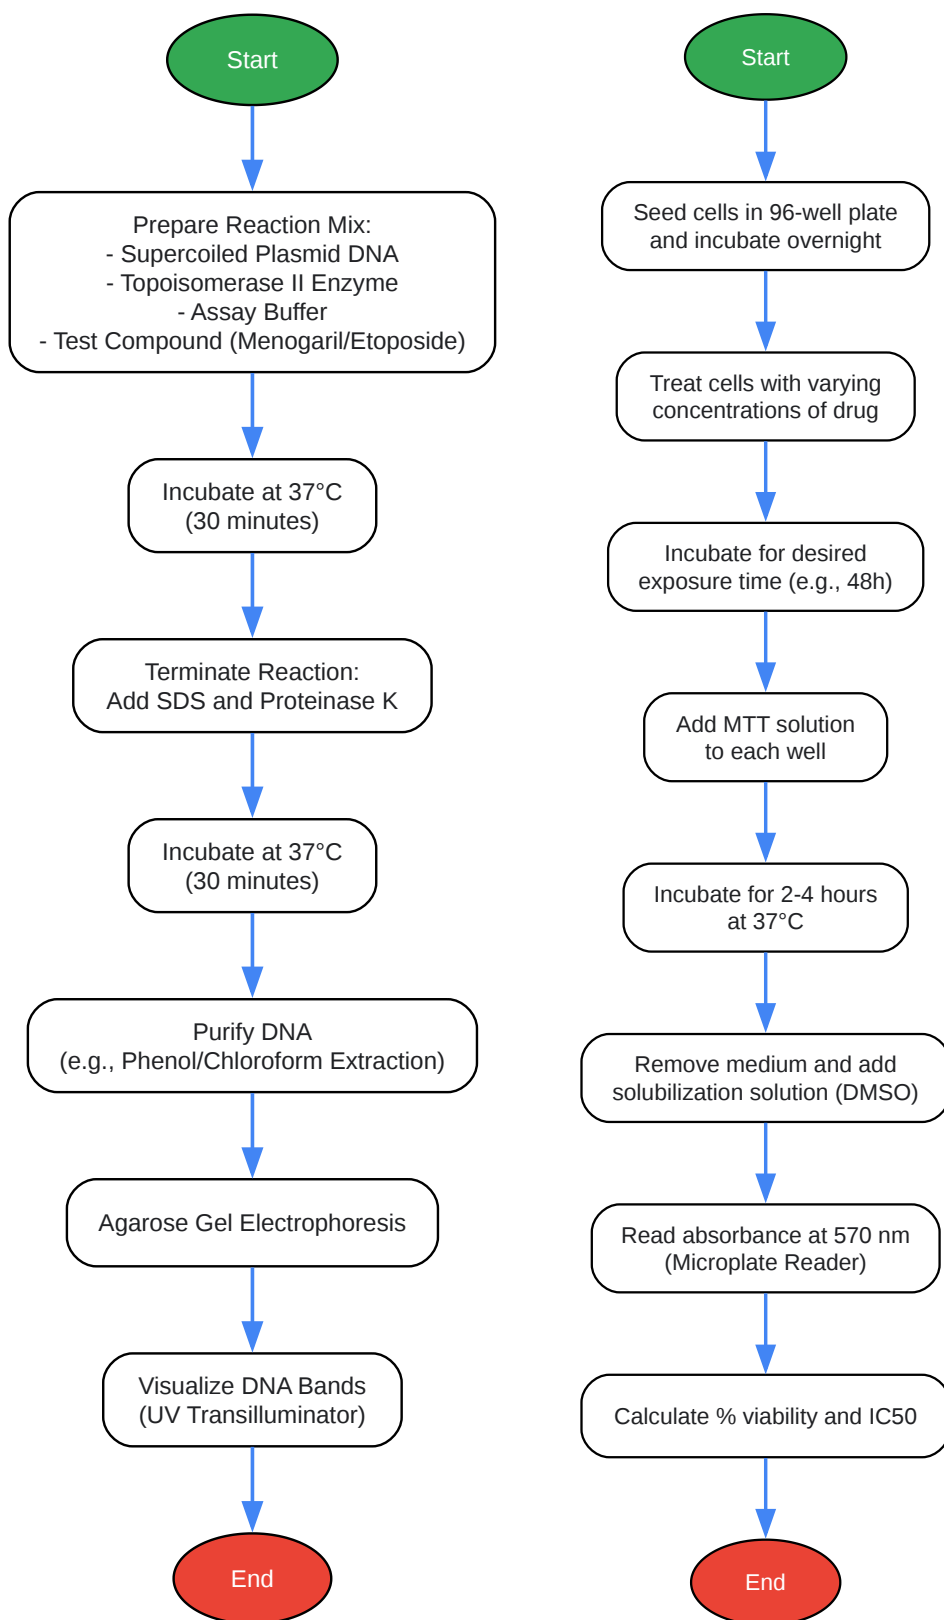 Start
Prepare Reaction Mix:
- Supercoiled Plasmid DNA
- Topoisomerase II Enzyme
- Assay Buffer
- Test Compound (Menogaril/Etoposide)
Incubate at 37°C
(30 minutes)
Terminate Reaction:
Add SDS and Proteinase K
Incubate at 37°C
(30 minutes)
Purify DNA
(e.g., Phenol/Chloroform Extraction)
Agarose Gel Electrophoresis
Visualize DNA Bands
(UV Transilluminator)
End
Start
Seed cells in 96-well plate
and incubate overnight
Treat cells with varying
concentrations of drug
Incubate for desired
exposure time (e.g., 48h)
Add MTT solution
to each well
Incubate for 2-4 hours
at 37°C
Remove medium and add
solubilization solution (DMSO)
Read absorbance at 570 nm
(Microplate Reader)
Calculate % viability and IC50
End